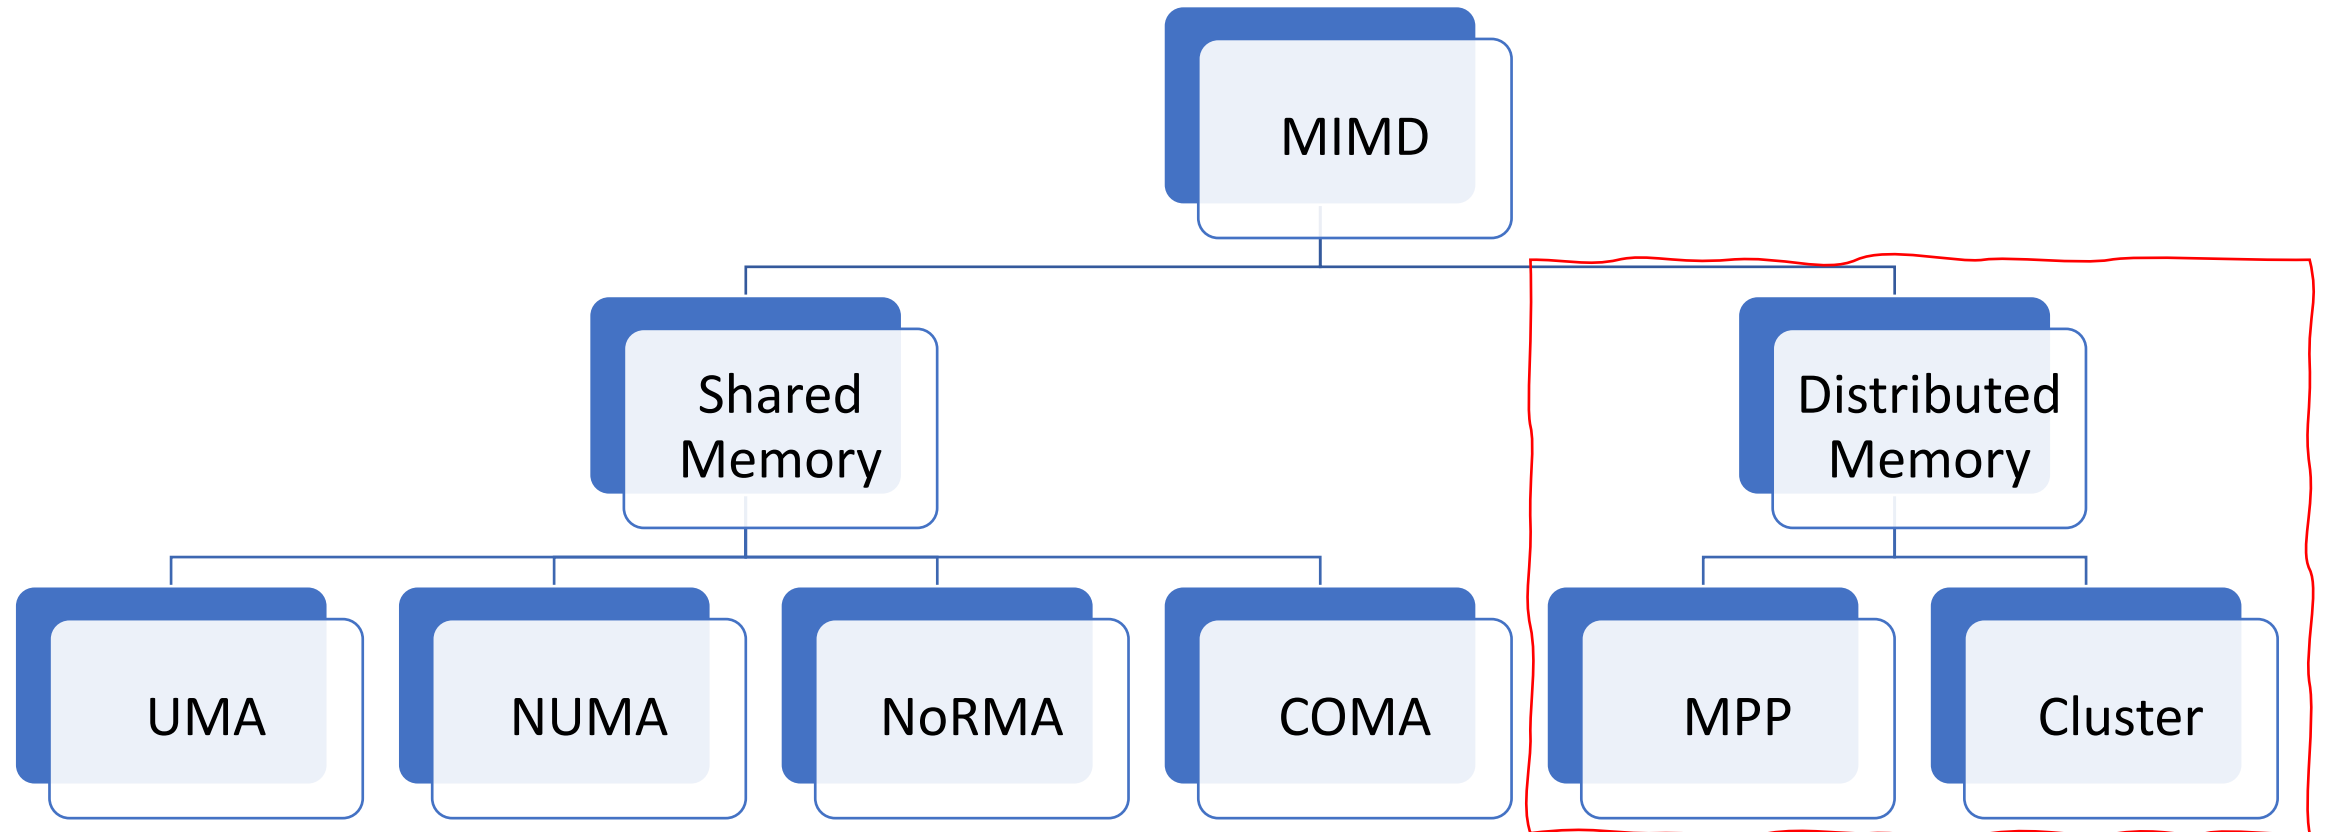 MIMD
Shared
Memory
Distributed
Memory
UMA
NUMA
NoRMA
COMA
MPP
Cluster